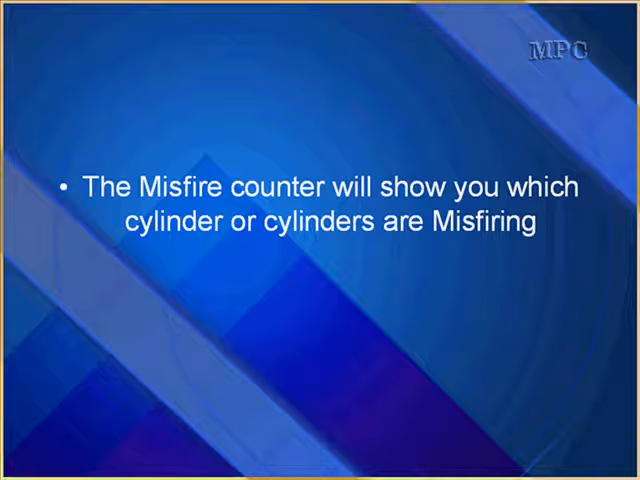 MPC
• The Misfire counter will show you which
cylinder or cylinders are Misfiring